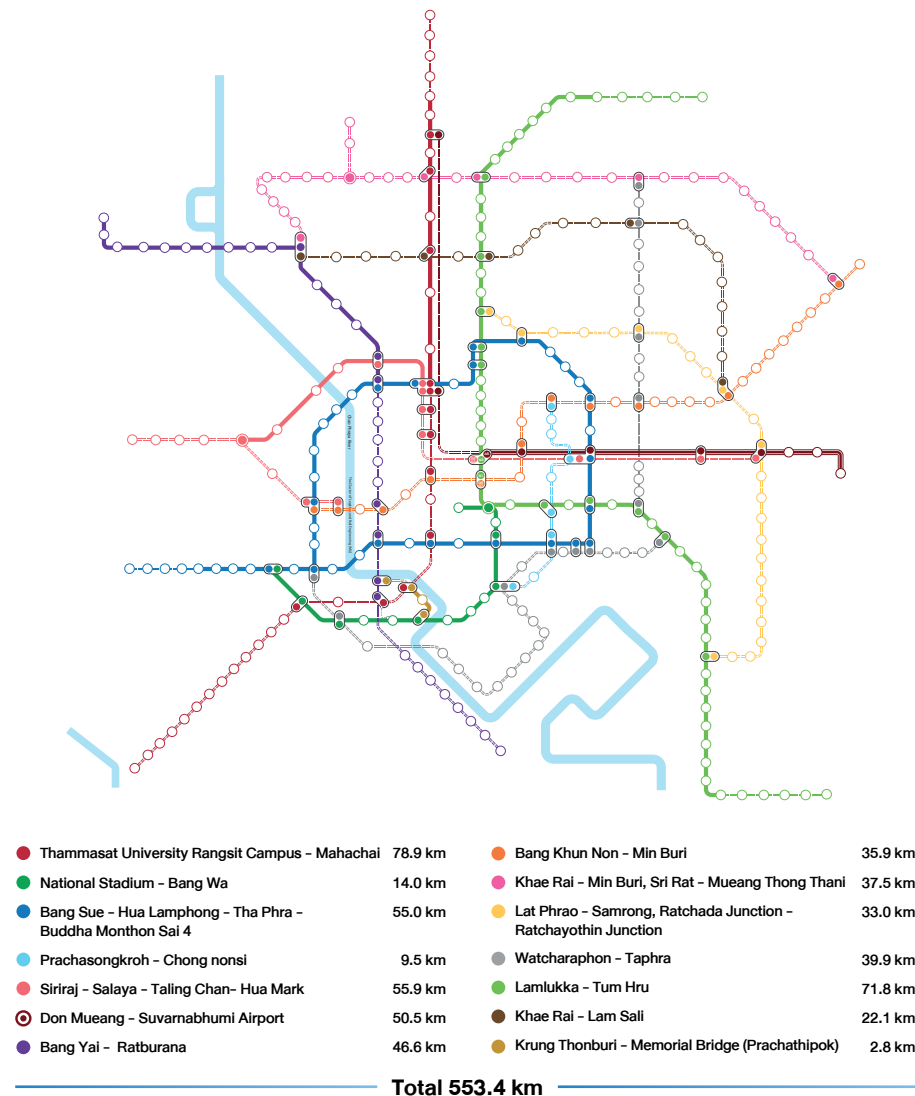 Chao Phraya River
Thammasat University Rangsit Campus – Mahachai 78.9 km
National Stadium – Bang Wa 14.0 km
Bang Sue – Hua Lamphong – Tha Phra –
Buddha Monthon Sai 4 55.0 km
Prachasongkroh – Chong nonsi 9.5 km
Siriraj – Salaya – Taling Chan– Hua Mark 55.9 km
Don Mueang – Suvarnabhumi Airport 50.5 km
Bang Yai – Ratburana 46.6 km
Bang Khun Non – Min Buri 35.9 km
Khae Rai – Min Buri, Sri Rat – Mueang Thong Thani 37.5 km
Lat Phrao – Samrong, Ratchada Junction – 33.0 km
Ratchayothin Junction
Watcharaphon – Taphra 39.9 km
Lamlukka – Tum Hru 71.8 km
Khae Rai – Lam Sali 22.1 km
Krung Thonburi – Memorial Bridge (Prachathipok) 2.8 km
Total 553.4 km